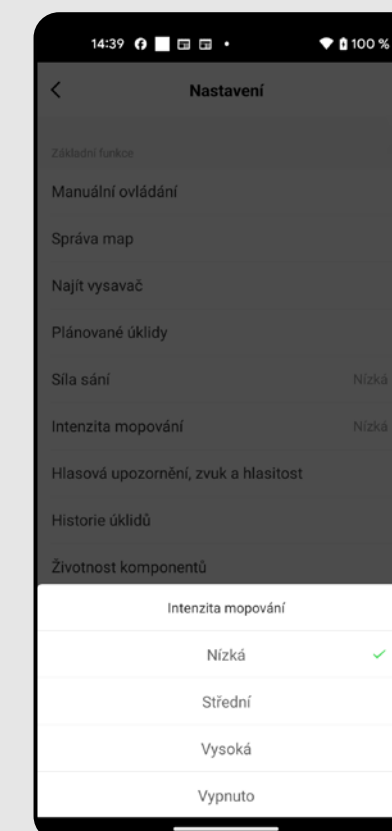 14:39 100 %
Nastavení
Základní funkce
Manuální ovládání
Správa map
Najít vysavač
Plánované úklidy
Síla sání Nízká
Intenzita mopování Nízká
Hlasová upozornění, zvuk a hlasitost
Historie úklidů
Životnost komponentů
Intenzita mopování
Nízká
Střední
Vysoká
Vypnuto